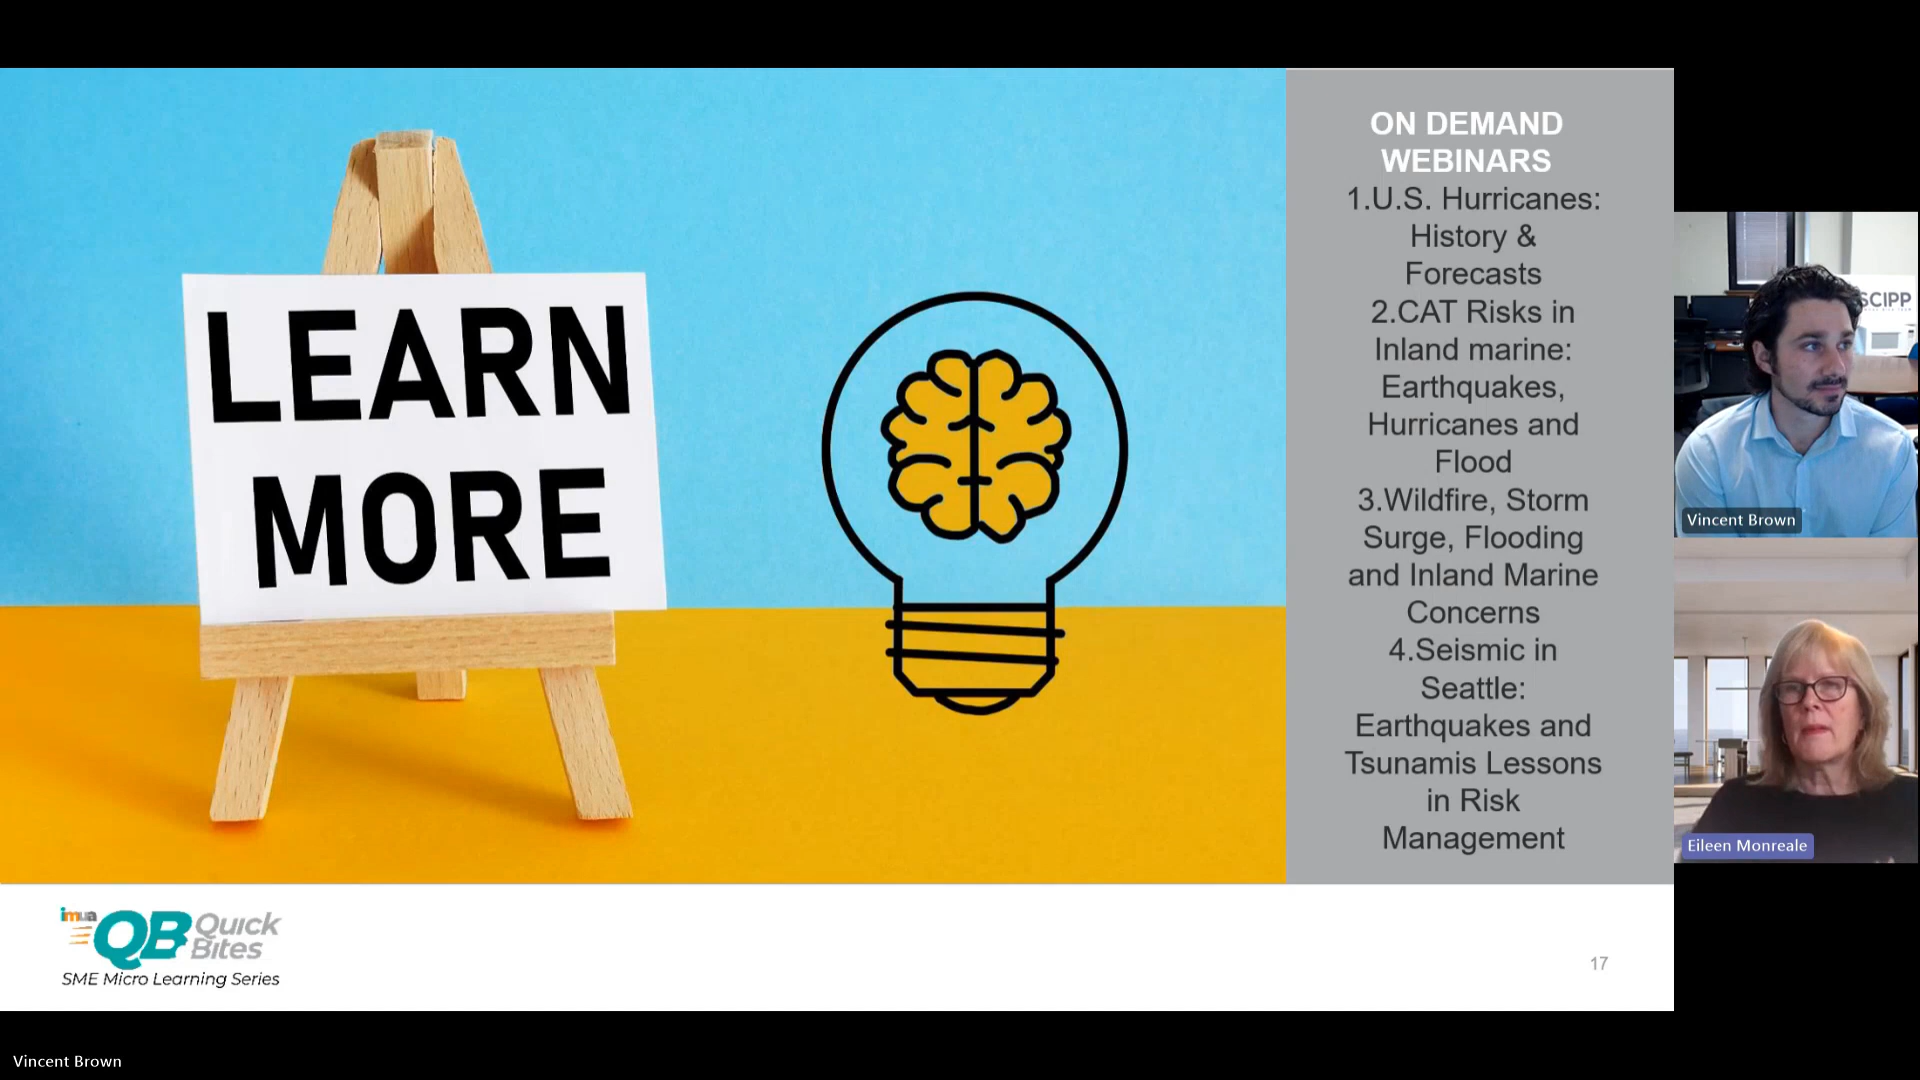 LEARN
MORE
ON DEMAND
WEBINARS
1.U.S. Hurricanes:
History &
Forecasts
2.CAT Risks in
Inland marine:
Earthquakes,
Hurricanes and
Flood
3.Wildfire, Storm
Surge, Flooding
and Inland Marine
Concerns
4.Seismic in
Seattle:
Earthquakes and
Tsunamis Lessons
in Risk
Management
SCIPP
Vincent Brown
Eileen Monreale
imua
QB Quick
Bites
SME Micro Learning Series
17
Vincent Brown